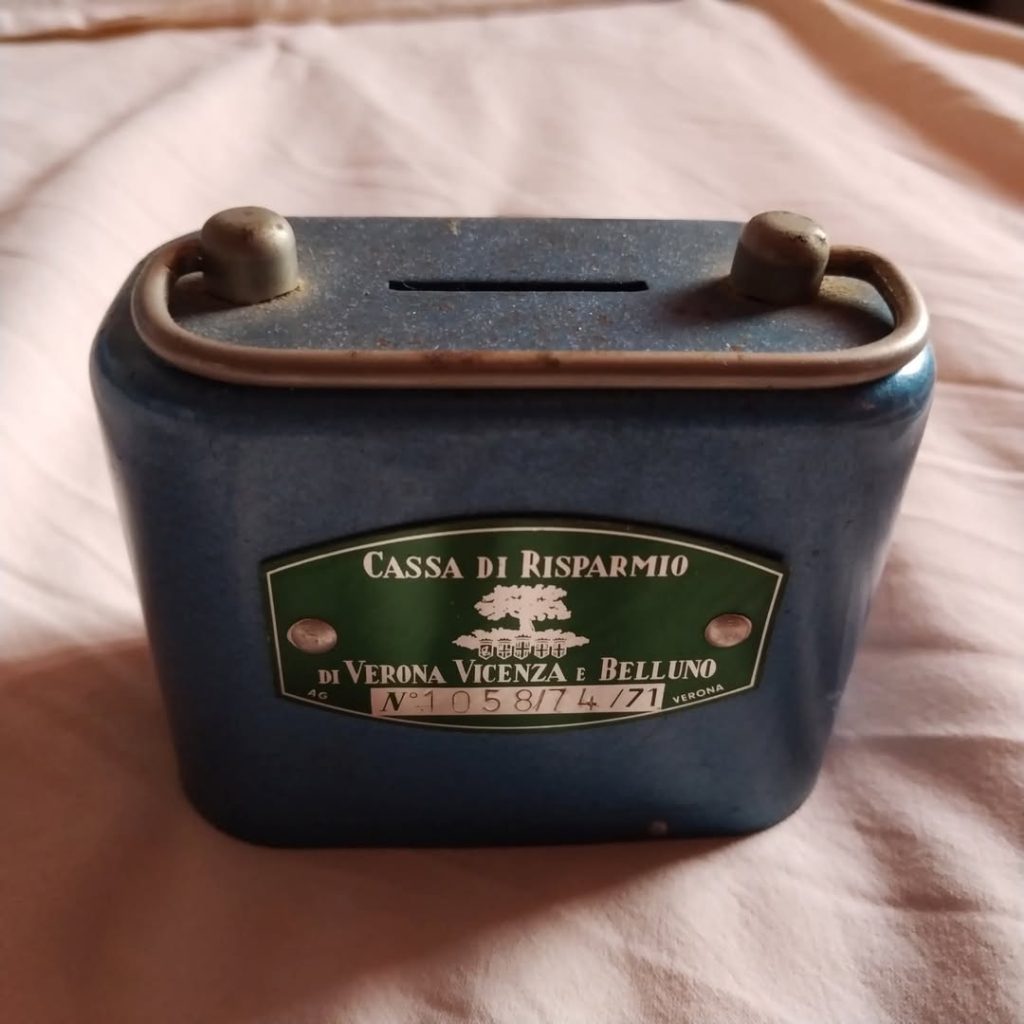 CASSA DI RISPARMIO
DI VERONA VICENZA E BELLUNO
AG N° 1058/74/71 VERONA